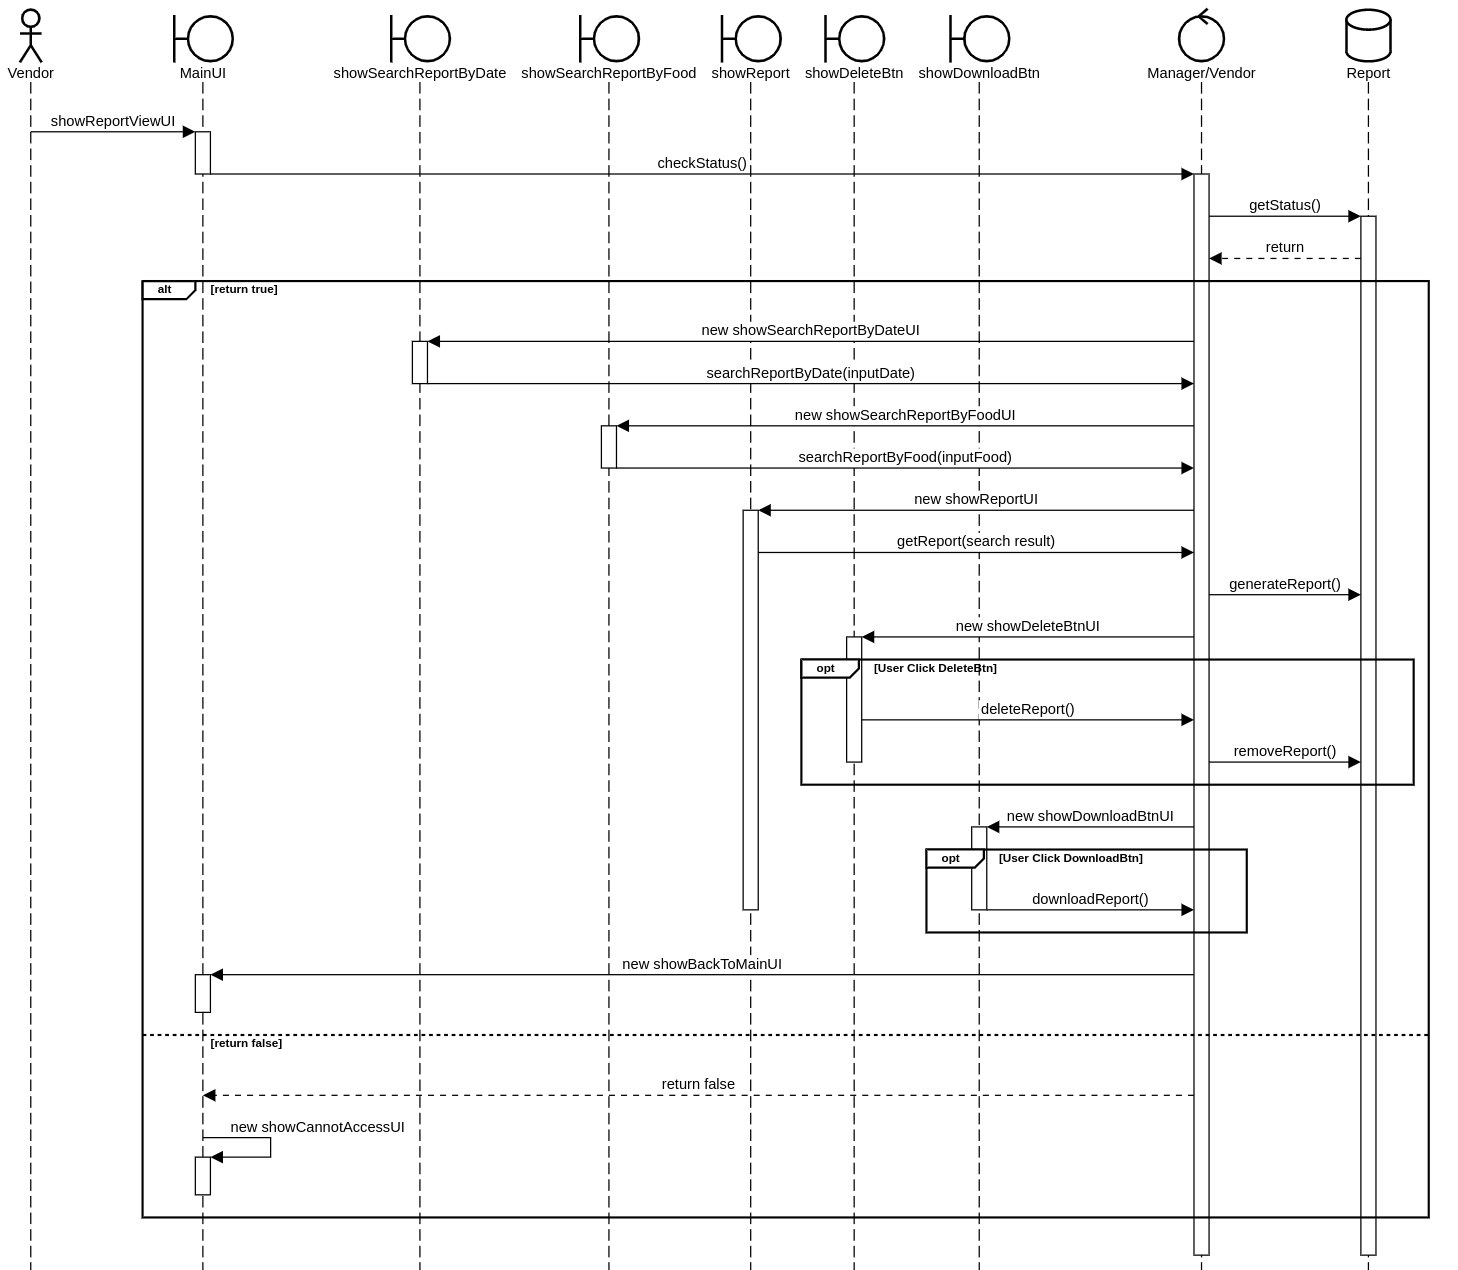 Vendor
MainUI
showSearchReportByDate
showSearchReportByFood
showReport
showDeleteBtn
showDownloadBtn
Manager/Vendor
Report
showReportViewUI
checkStatus()
getStatus()
return
alt
[return true]
new showSearchReportByDateUI
searchReportByDate(inputDate)
new showSearchReportByFoodUI
searchReportByFood(inputFood)
new showReportUI
getReport(search result)
generateReport()
new showDeleteBtnUI
opt
[User Click DeleteBtn]
deleteReport()
removeReport()
new showDownloadBtnUI
opt
[User Click DownloadBtn]
downloadReport()
new showBackToMainUI
[return false]
return false
new showCannotAccessUI